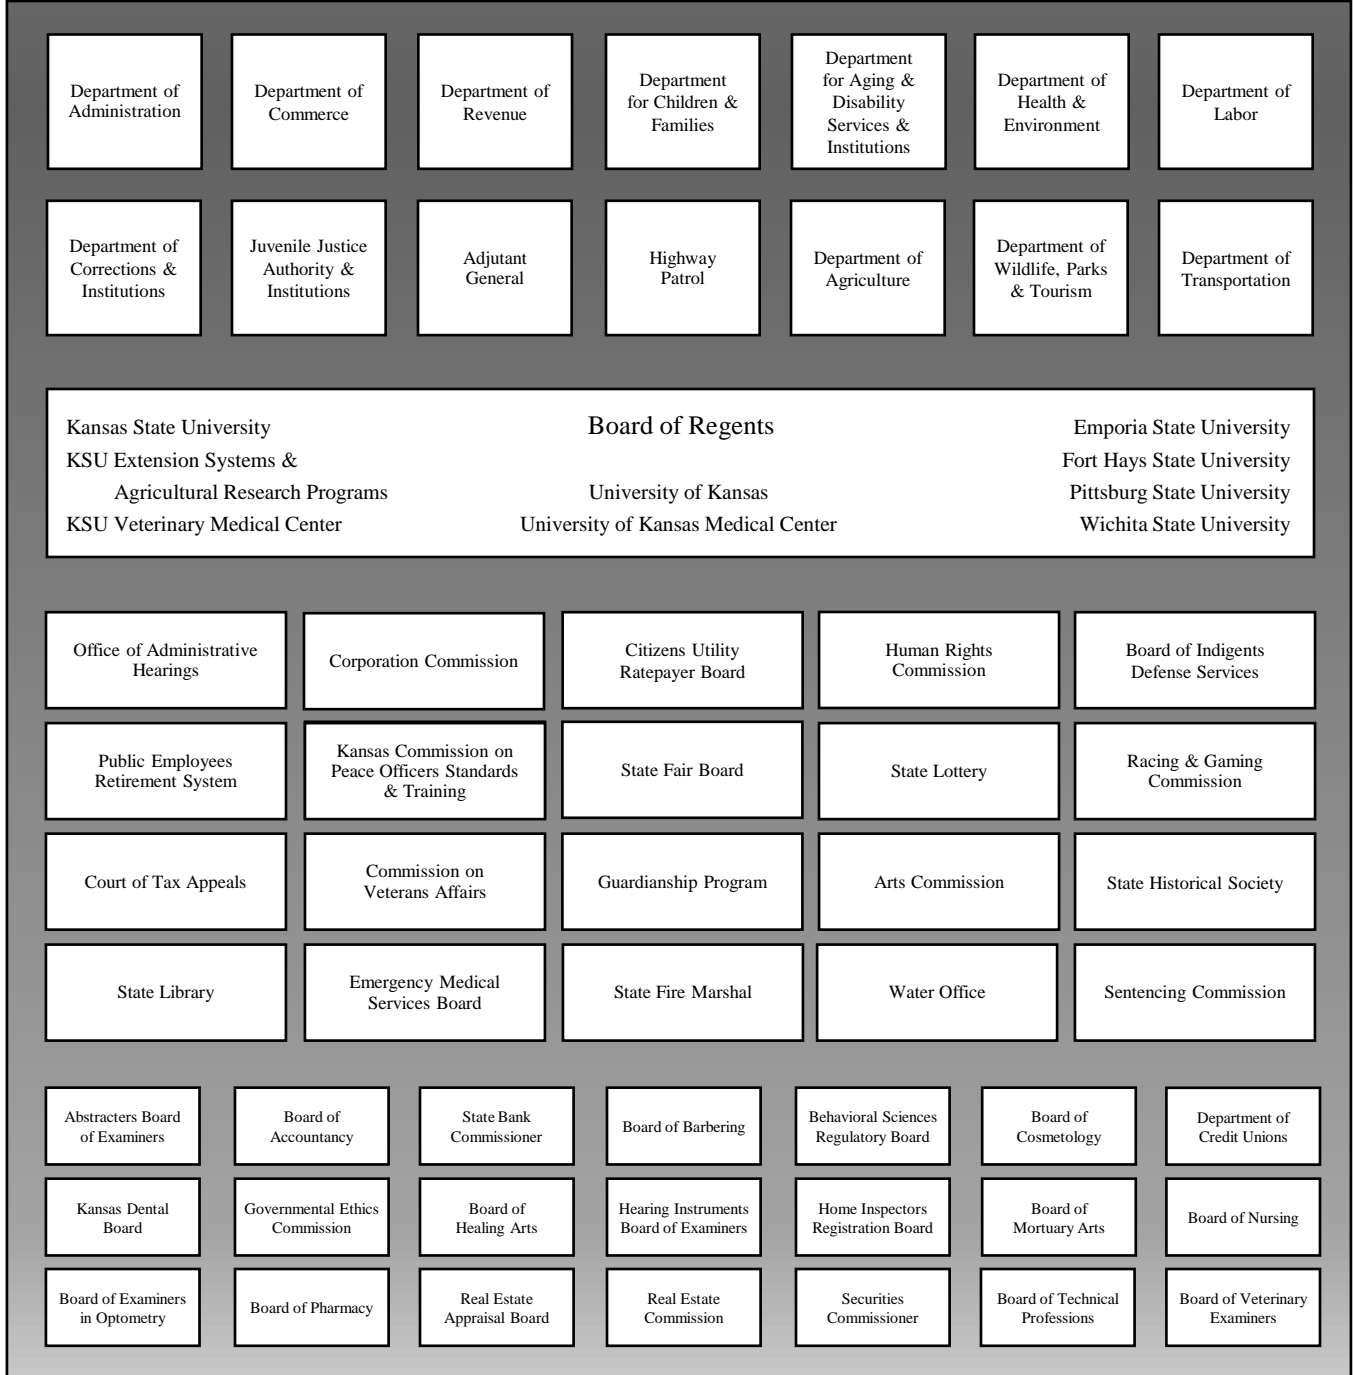 Department of
Administration
Department of
Commerce
Department of
Revenue
Department
for Children &
Families
Department
for Aging &
Disability
Services &
Institutions
Department of
Health &
Environment
Department of
Labor
Department of
Corrections &
Institutions
Juvenile Justice
Authority &
Institutions
Adjutant
General
Highway
Patrol
Department of
Agriculture
Department of
Wildlife, Parks
& Tourism
Department of
Transportation
Kansas State University
KSU Extension Systems &
Agricultural Research Programs
KSU Veterinary Medical Center
Board of Regents
University of Kansas
University of Kansas Medical Center
Emporia State University
Fort Hays State University
Pittsburg State University
Wichita State University
Office of Administrative
Hearings
Corporation Commission
Citizens Utility
Ratepayer Board
Human Rights
Commission
Board of Indigents
Defense Services
Public Employees
Retirement System
Kansas Commission on
Peace Officers Standards
& Training
State Fair Board
State Lottery
Racing & Gaming
Commission
Court of Tax Appeals
Commission on
Veterans Affairs
Guardianship Program
Arts Commission
State Historical Society
State Library
Emergency Medical
Services Board
State Fire Marshal
Water Office
Sentencing Commission
Abstracters Board
of Examiners
Board of
Accountancy
State Bank
Commissioner
Board of Barbering
Behavioral Sciences
Regulatory Board
Board of
Cosmetology
Department of
Credit Unions
Kansas Dental
Board
Governmental Ethics
Commission
Board of
Healing Arts
Hearing Instruments
Board of Examiners
Home Inspectors
Registration Board
Board of
Mortuary Arts
Board of Nursing
Board of Examiners
in Optometry
Board of Pharmacy
Real Estate
Appraisal Board
Real Estate
Commission
Securities
Commissioner
Board of Technical
Professions
Board of Veterinary
Examiners